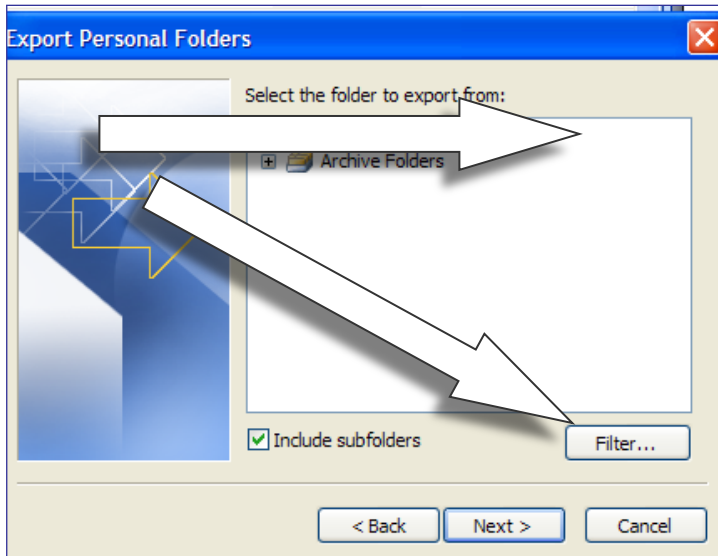 Export Personal Folders
Select the folder to export from:
Archive Folders
Include subfolders
Filter...
< Back
Next >
Cancel